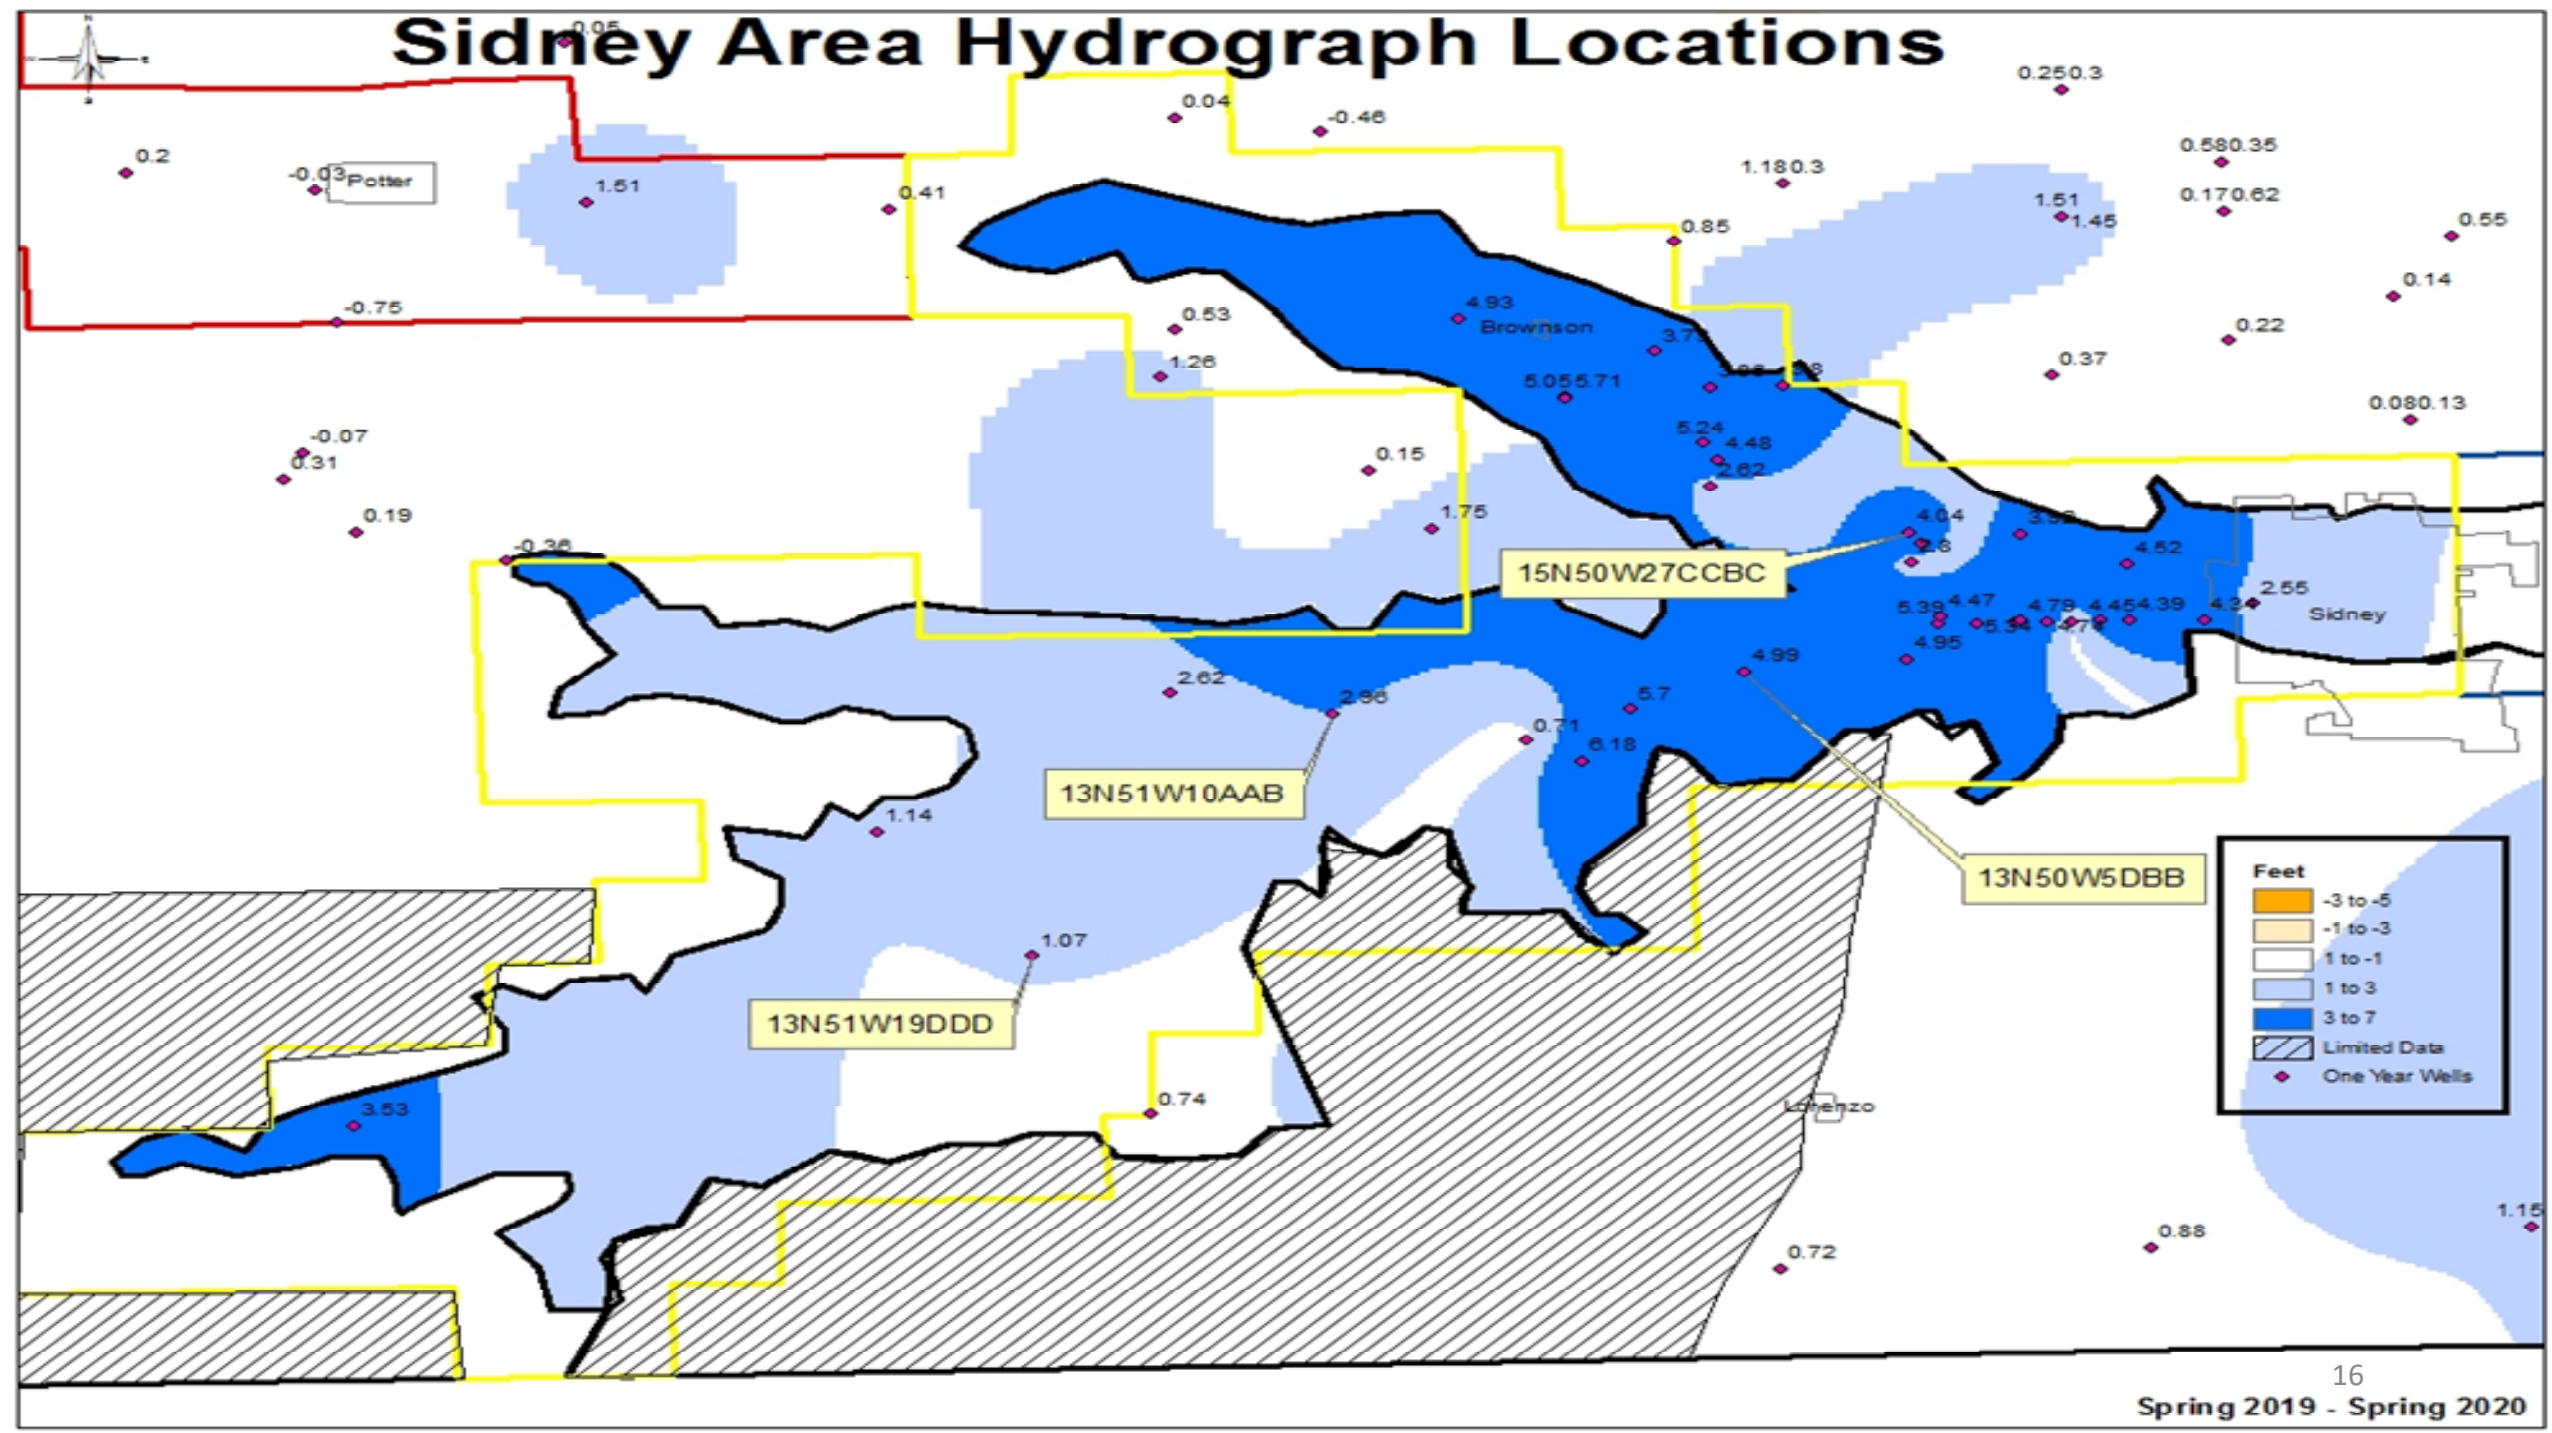 Sidney Area Hydrograph Locations
N
0.05
0.250.3
0.04
-0.46
0.580.35
0.2
-0.03
Potter
1.51
0.41
1.180.3
1.51
1.45
0.170.62
0.55
0.85
0.14
-0.75
0.53
4.93
Brownson
0.22
1.26
0.37
5.055.71
0.080.13
-0.07
0.31
5.24
4.48
0.15
2.62
0.19
1.75
4.04
-0.36
4.52
15N50W27CCBC
2.55
5.39
4.47
4.79
4.454.39
Sidney
4.95
4.99
2.62
5.7
0.71
6.18
13N51W10AAB
1.14
13N50W5DBB
1.07
13N51W19DDD
0.74
3.53
Lorenzo
Feet
-3 to -5
-1 to -3
1 to -1
1 to 3
3 to 7
Limited Data
One Year Wells
1.15
0.88
0.72
16
Spring 2019 - Spring 2020